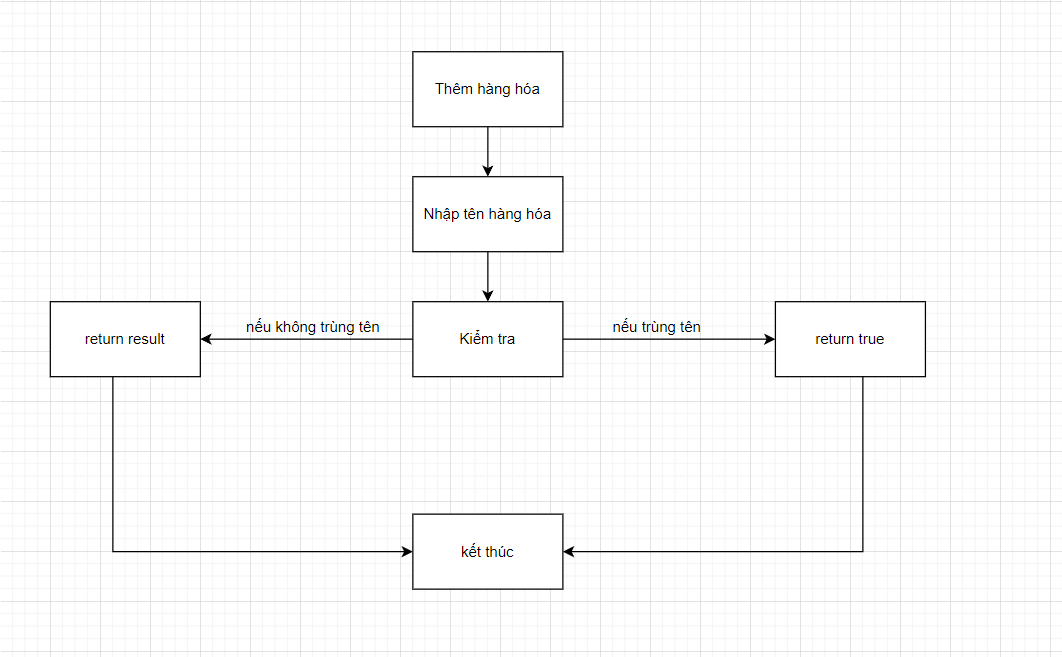 Thêm hàng hóa
Nhập tên hàng hóa
return result
nếu không trùng tên
Kiểm tra
nếu trùng tên
return true
kết thúc